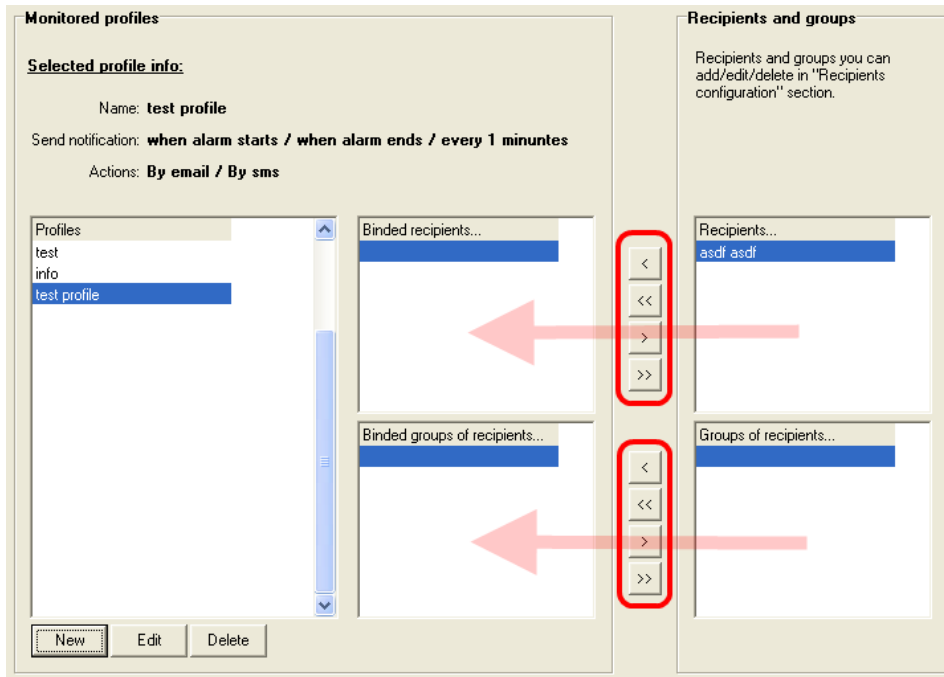 Monitored profiles
Selected profile info:
Name: test profile
Send notification: when alarm starts / when alarm ends / every 1 minuntes
Actions: By email / By sms
Profiles
test
info
test profile
New
Edit
Delete
Binded recipients...
Binded groups of recipients...
<
<<
>
>>
<
<<
>
>>
Recipients and groups
Recipients and groups you can
add/edit/delete in "Recipients
configuration" section.
Recipients...
asdf asdf
Groups of recipients...